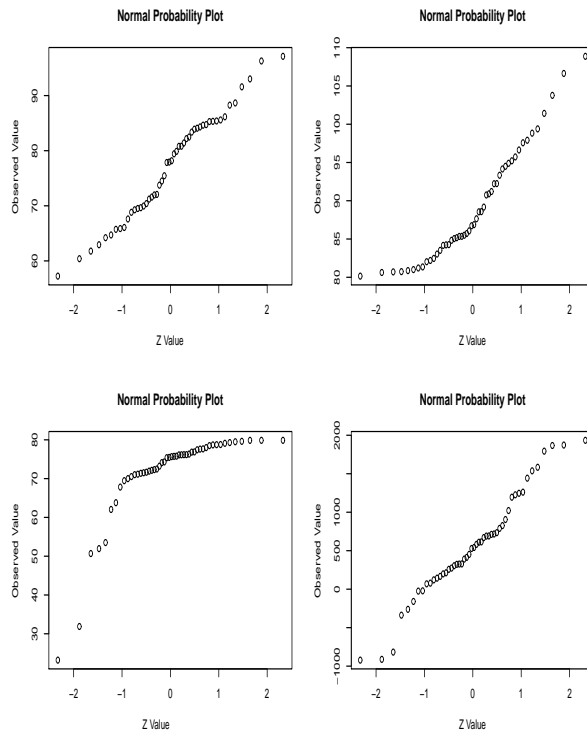 Normal Probability Plot
Observed Value
60 70 80 90
−2 −1 0 1 2
Z Value
Normal Probability Plot
Observed Value
80 85 90 95 100 105 110
−2 −1 0 1 2
Z Value
Normal Probability Plot
Observed Value
30 40 50 60 70 80
−2 −1 0 1 2
Z Value
Normal Probability Plot
Observed Value
−1000 0 500 1000 2000
−2 −1 0 1 2
Z Value